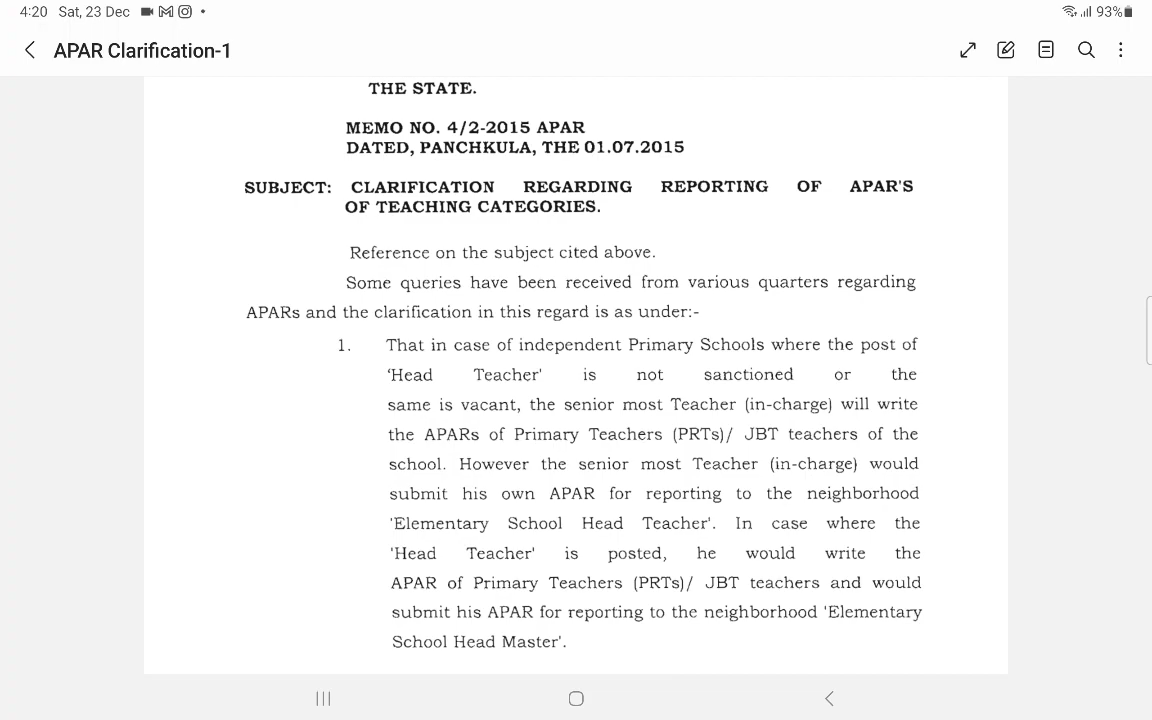 4:20 Sat, 23 Dec • 93%
APAR Clarification-1
THE STATE.
MEMO NO. 4/2-2015 APAR
DATED, PANCHKULA, THE 01.07.2015
SUBJECT: CLARIFICATION REGARDING REPORTING OF APAR'S
OF TEACHING CATEGORIES.
Reference on the subject cited above.
Some queries have been received from various quarters regarding
APARs and the clarification in this regard is as under:-
1. That in case of independent Primary Schools where the post of
‘Head Teacher' is not sanctioned or the
same is vacant, the senior most Teacher (in-charge) will write
the APARs of Primary Teachers (PRTs)/ JBT teachers of the
school. However the senior most Teacher (in-charge) would
submit his own APAR for reporting to the neighborhood
'Elementary School Head Teacher'. In case where the
'Head Teacher' is posted, he would write the
APAR of Primary Teachers (PRTs)/ JBT teachers and would
submit his APAR for reporting to the neighborhood 'Elementary
School Head Master'.